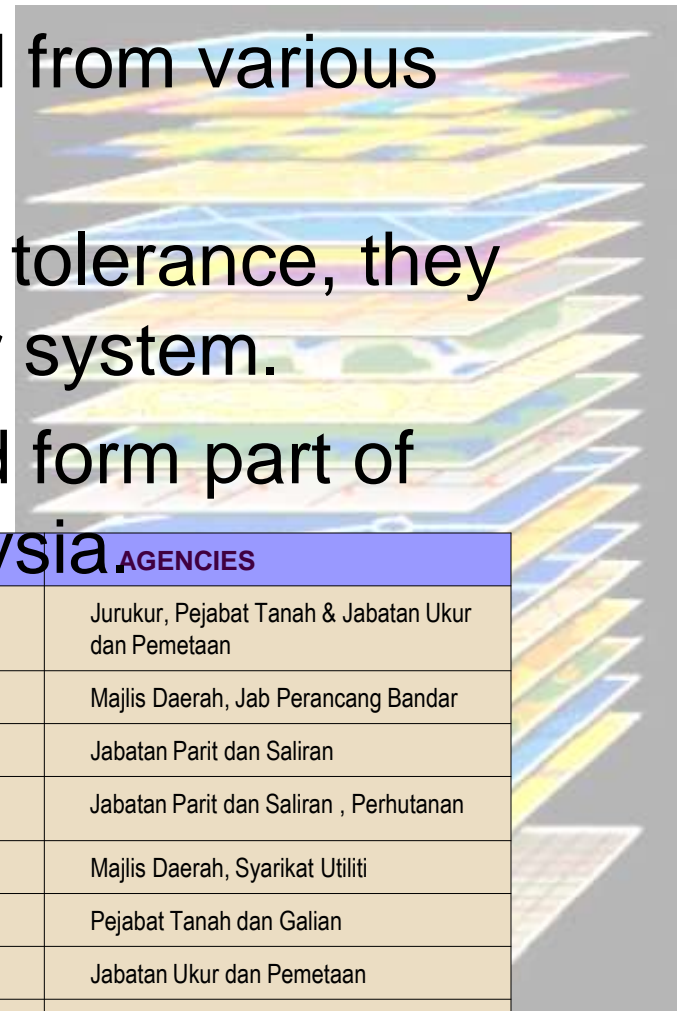 from various
tolerance, they
system.
form part of
ysia.
AGENCIES
Jurukur, Pejabat Tanah & Jabatan Ukur
dan Pemetaan
Majlis Daerah, Jab Perancang Bandar
Jabatan Parit dan Saliran
Jabatan Parit dan Saliran , Perhutanan
Majlis Daerah, Syarikat Utiliti
Pejabat Tanah dan Galian
Jabatan Ukur dan Pemetaan